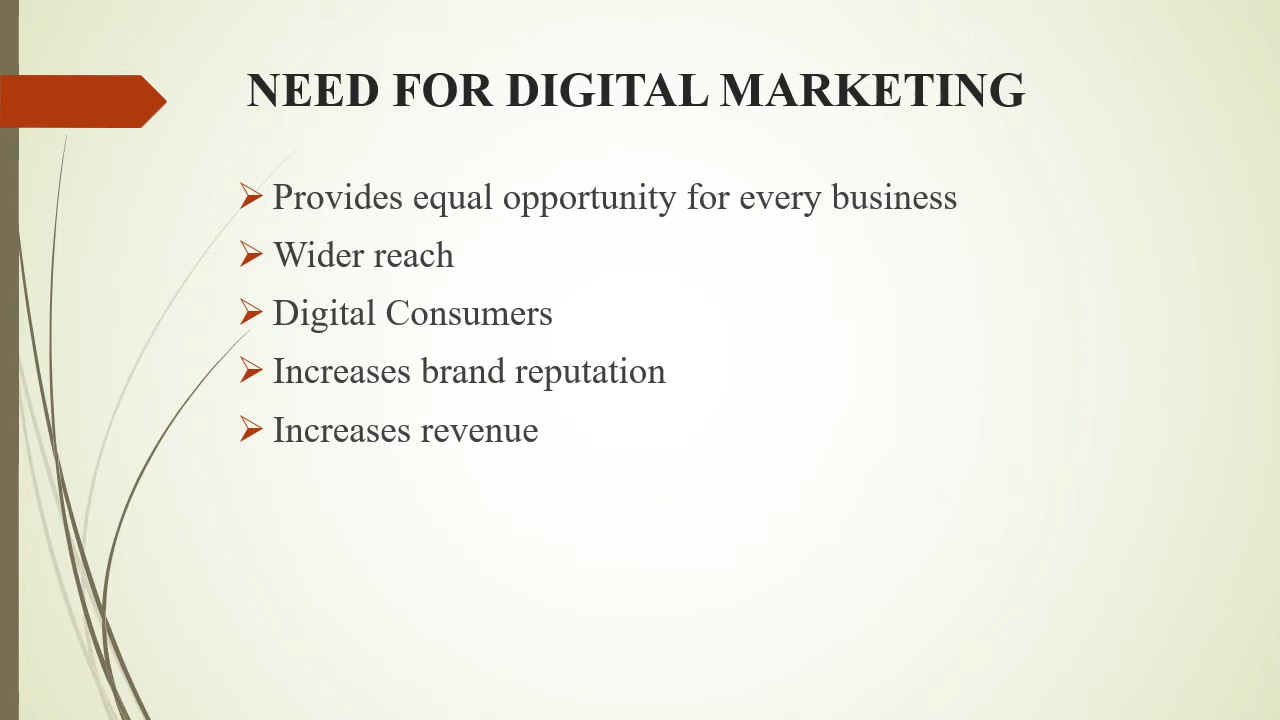 NEED FOR DIGITAL MARKETING
Provides equal opportunity for every business
Wider reach
Digital Consumers
Increases brand reputation
Increases revenue